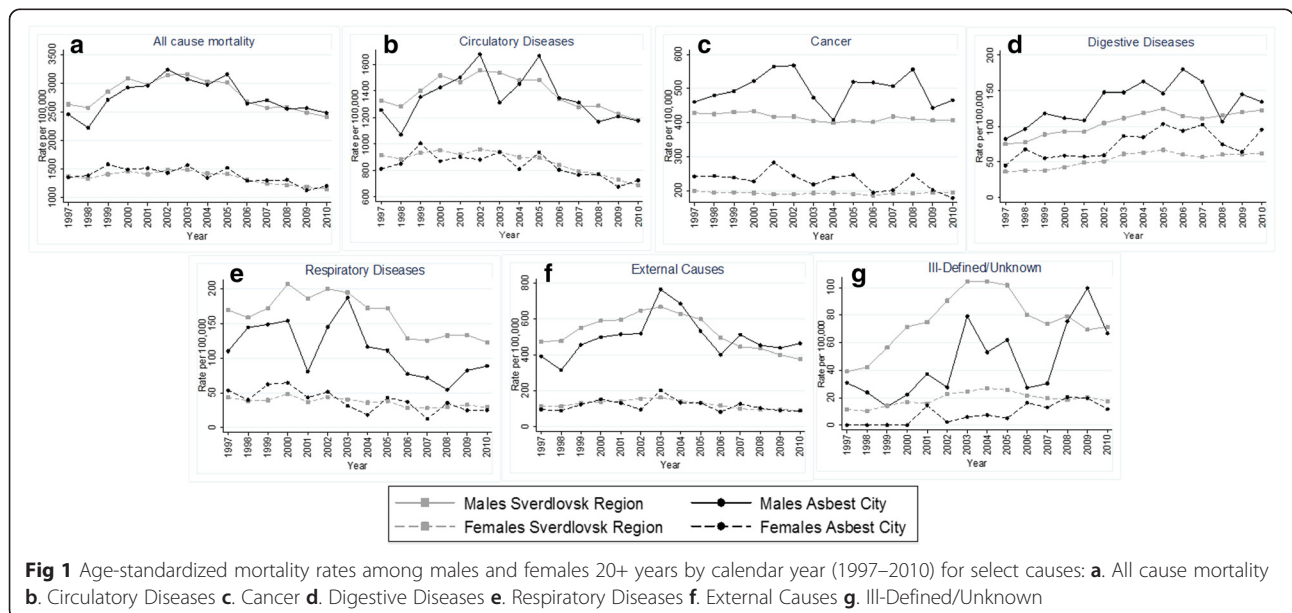 a
All cause mortality
Rate per 100,000
1000 1500 2000 2500 3000 3500
1997 1998 1999 2000 2001 2002 2003 2004 2005 2006 2007 2008 2009 2010
Year
b
Circulatory Diseases
Rate per 100,000
600 800 1000 1200 1400 1600
1997 1998 1999 2000 2001 2002 2003 2004 2005 2006 2007 2008 2009 2010
Year
c
Cancer
Rate per 100,000
200 300 400 500 600
1997 1998 1999 2000 2001 2002 2003 2004 2005 2006 2007 2008 2009 2010
Year
d
Digestive Diseases
Rate per 100,000
0 50 100 150 200
1997 1998 1999 2000 2001 2002 2003 2004 2005 2006 2007 2008 2009 2010
Year
e
Respiratory Diseases
Rate per 100,000
0 50 100 150 200
1997 1998 1999 2000 2001 2002 2003 2004 2005 2006 2007 2008 2009 2010
Year
f
External Causes
Rate per 100,000
0 200 400 600 800
1997 1998 1999 2000 2001 2002 2003 2004 2005 2006 2007 2008 2009 2010
Year
g
Ill-Defined/Unknown
Rate per 100,000
0 20 40 60 80 100
1997 1998 1999 2000 2001 2002 2003 2004 2005 2006 2007 2008 2009 2010
Year
Males Sverdlovsk Region
Males Asbest City
Females Sverdlovsk Region
Females Asbest City
Fig 1 Age-standardized mortality rates among males and females 20+ years by calendar year (1997–2010) for select causes: a. All cause mortality
b. Circulatory Diseases c. Cancer d. Digestive Diseases e. Respiratory Diseases f. External Causes g. Ill-Defined/Unknown